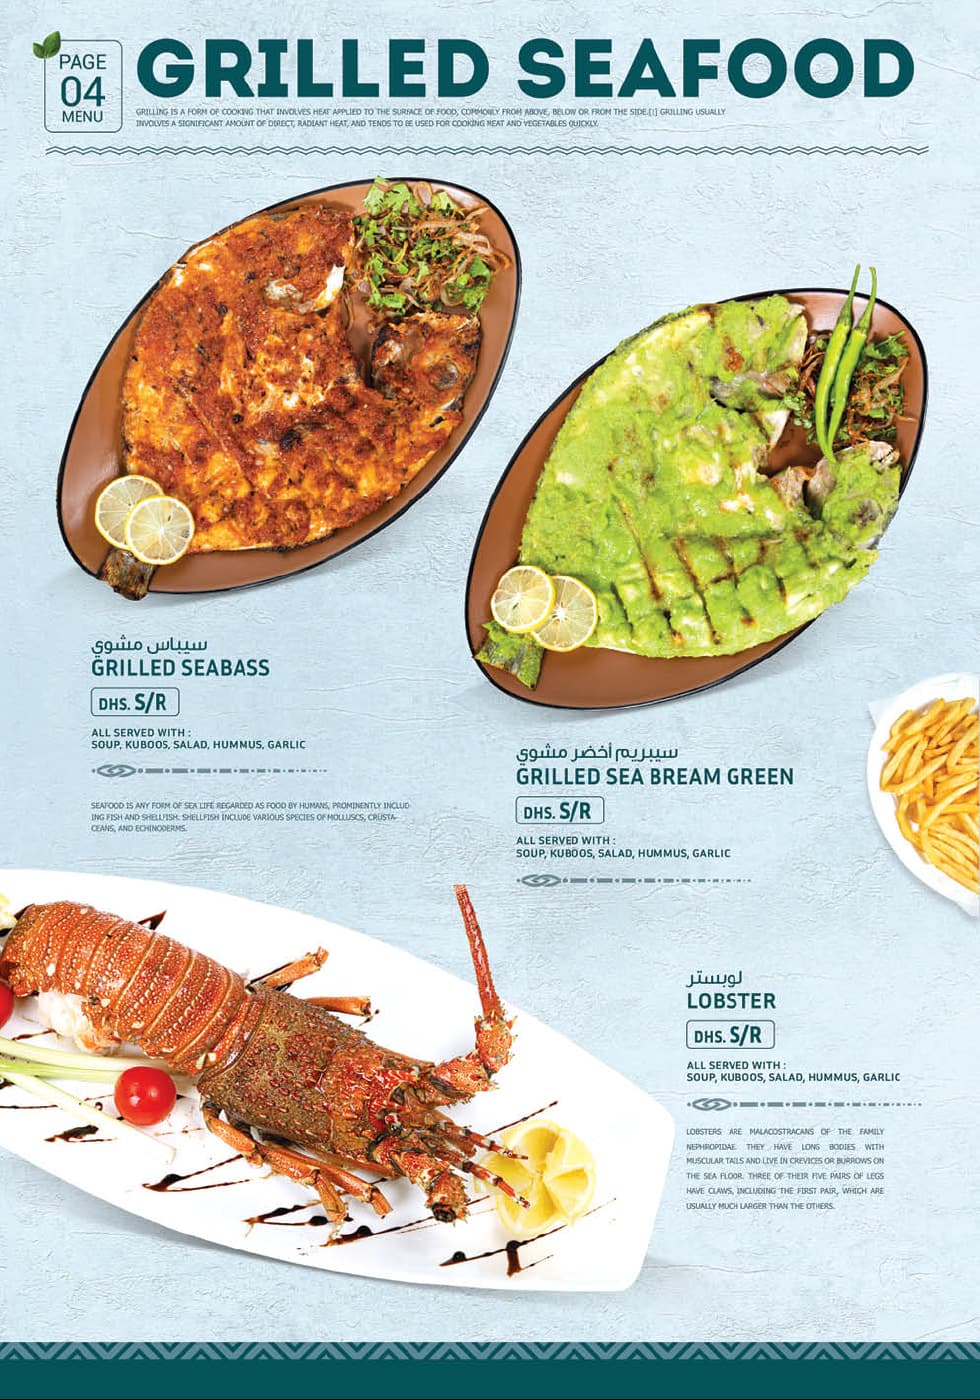 PAGE
04
MENU
GRILLED SEAFOOD
GRILLING IS A FORM OF COOKING THAT INVOLVES HEAT APPLIED TO THE SURFACE OF FOOD, COMMONLY FROM ABOVE, BELOW OR FROM THE SIDE.[1] GRILLING USUALLY
INVOLVES A SIGNIFICANT AMOUNT OF DIRECT, RADIANT HEAT, AND TENDS TO BE USED FOR COOKING MEAT AND VEGETABLES QUICKLY.
سيباس مشوي
GRILLED SEABASS
DHS. S/R
ALL SERVED WITH :
SOUP, KUBOOS, SALAD, HUMMUS, GARLIC
SEAFOOD IS ANY FORM OF SEA LIFE REGARDED AS FOOD BY HUMANS, PROMINENTLY INCLUD-
ING FISH AND SHELLFISH. SHELLFISH INCLUDE VARIOUS SPECIES OF MOLLUSCS, CRUSTA-
CEANS, AND ECHINODERMS.
سيبريم أخضر مشوي
GRILLED SEA BREAM GREEN
DHS. S/R
ALL SERVED WITH :
SOUP, KUBOOS, SALAD, HUMMUS, GARLIC
لوبستر
LOBSTER
DHS. S/R
ALL SERVED WITH :
SOUP, KUBOOS, SALAD, HUMMUS, GARLIC
LOBSTERS ARE MALACOSTRACANS OF THE FAMILY
NEPHROPIDAE. THEY HAVE LONG BODIES WITH
MUSCULAR TAILS AND LIVE IN CREVICES OR BURROWS ON
THE SEA FLOOR. THREE OF THEIR FIVE PAIRS OF LEGS
HAVE CLAWS, INCLUDING THE FIRST PAIR, WHICH ARE
USUALLY MUCH LARGER THAN THE OTHERS.